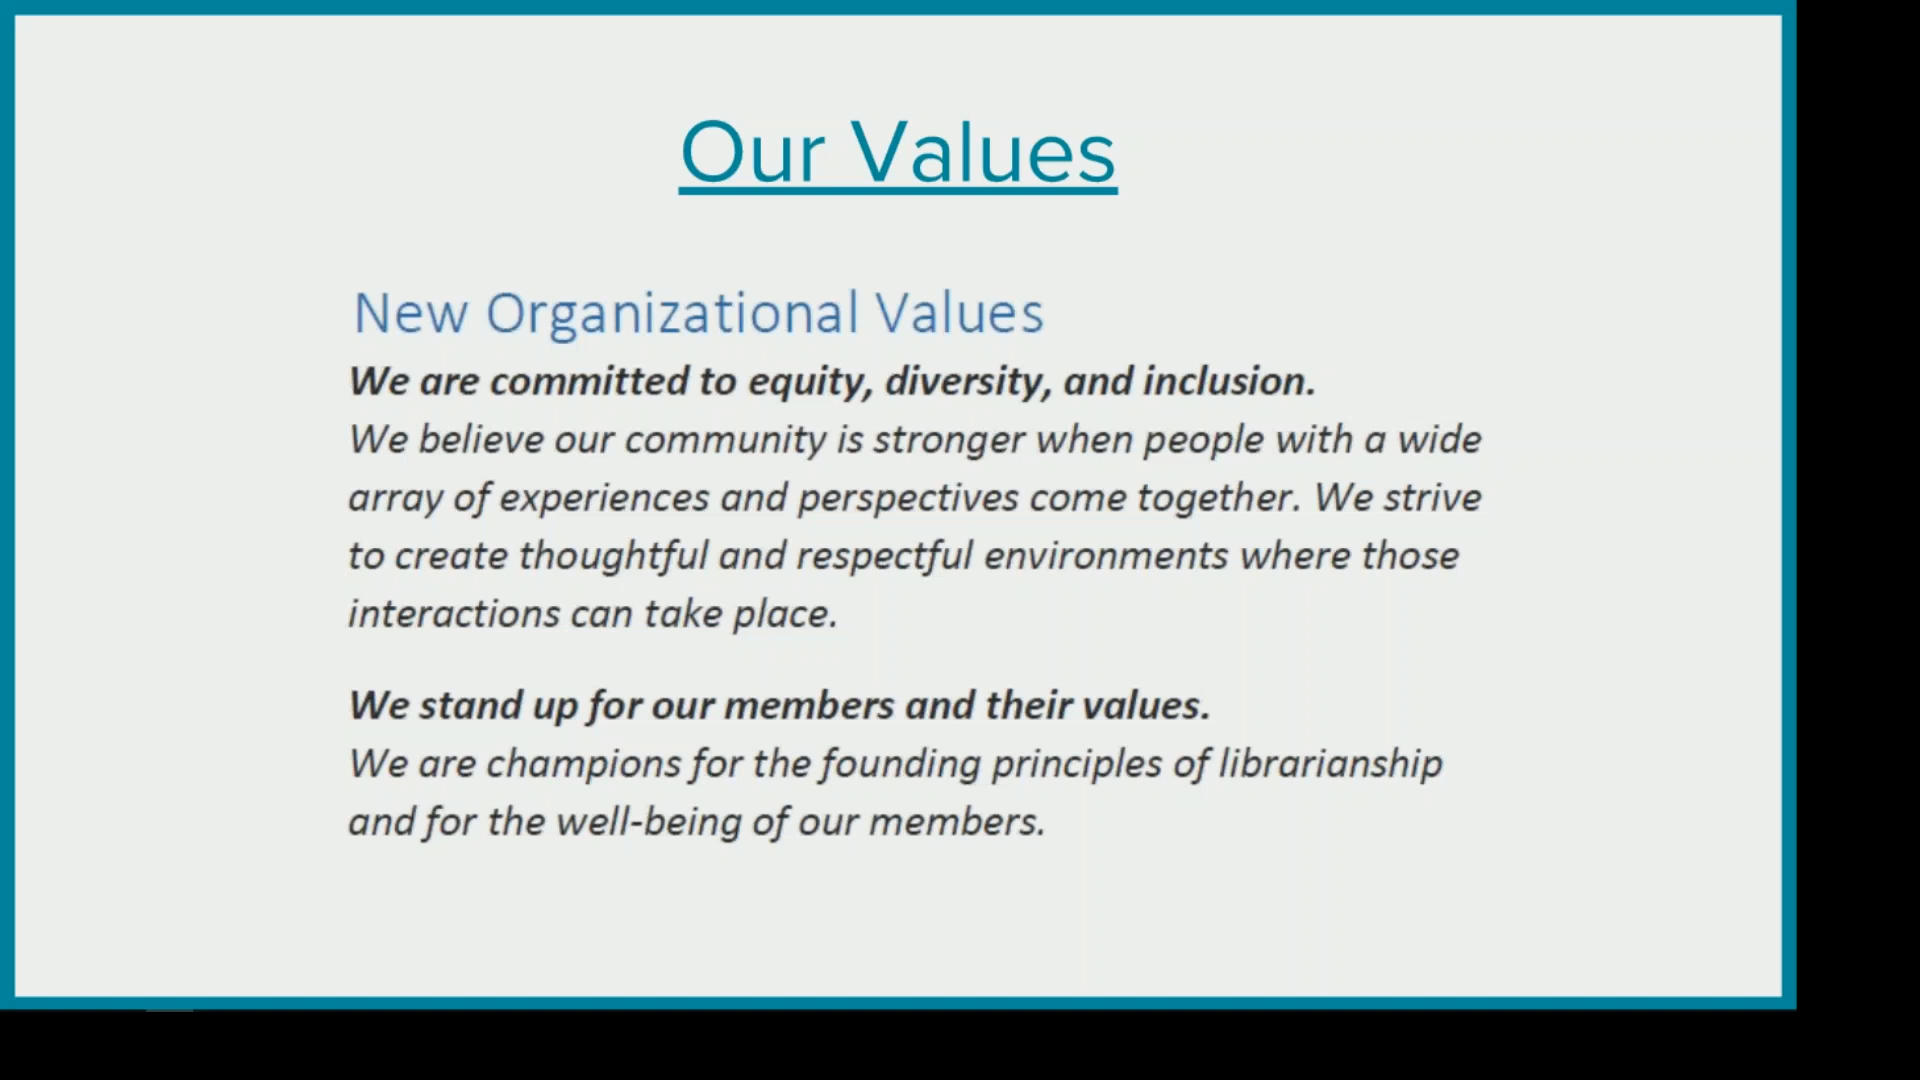 Our Values
New Organizational Values
We are committed to equity, diversity, and inclusion.
We believe our community is stronger when people with a wide
array of experiences and perspectives come together. We strive
to create thoughtful and respectful environments where those
interactions can take place.
We stand up for our members and their values.
We are champions for the founding principles of librarianship
and for the well-being of our members.